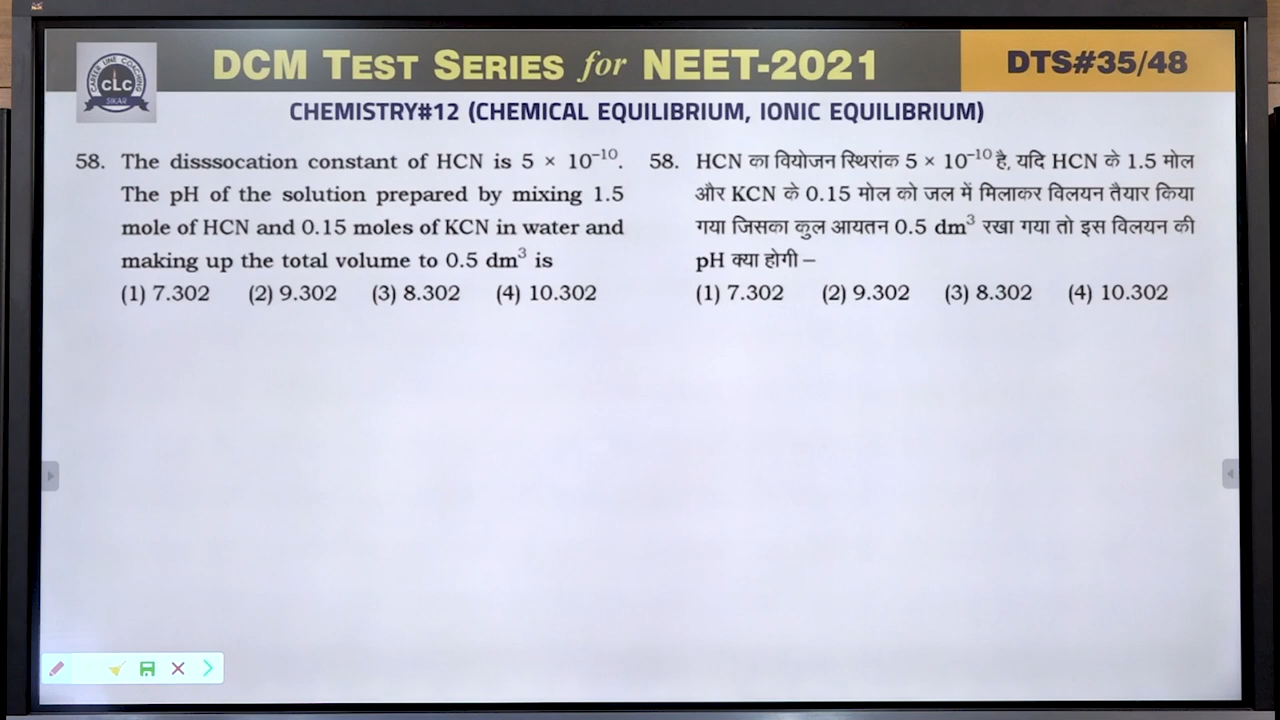 DCM TEST SERIES for NEET-2021
DTS#35/48
CAREER LINE COACHING
CLC
SIKAR
CHEMISTRY#12 (CHEMICAL EQUILIBRIUM, IONIC EQUILIBRIUM)
58. The disssocation constant of HCN is 5 × 10⁻¹⁰.
The pH of the solution prepared by mixing 1.5
mole of HCN and 0.15 moles of KCN in water and
making up the total volume to 0.5 dm³ is
(1) 7.302 (2) 9.302 (3) 8.302 (4) 10.302
58. HCN का वियोजन स्थिरांक 5 × 10⁻¹⁰ है, यदि HCN के 1.5 मोल
और KCN के 0.15 मोल को जल में मिलाकर विलयन तैयार किया
गया जिसका कुल आयतन 0.5 dm³ रखा गया तो इस विलयन की
pH क्या होगी –
(1) 7.302 (2) 9.302 (3) 8.302 (4) 10.302